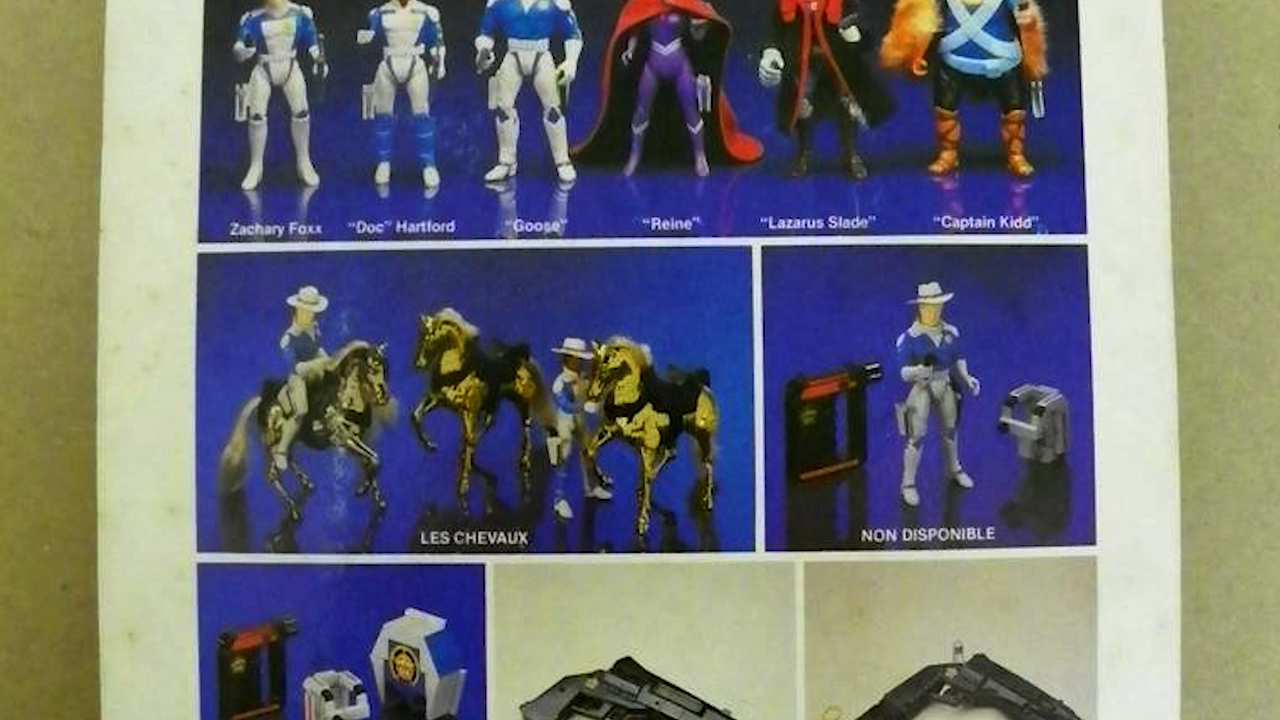 Zachary Foxx "Doc" Hartford "Goose" "Reine" "Lazarus Slade" "Captain Kidd"
LES CHEVAUX NON DISPONIBLE